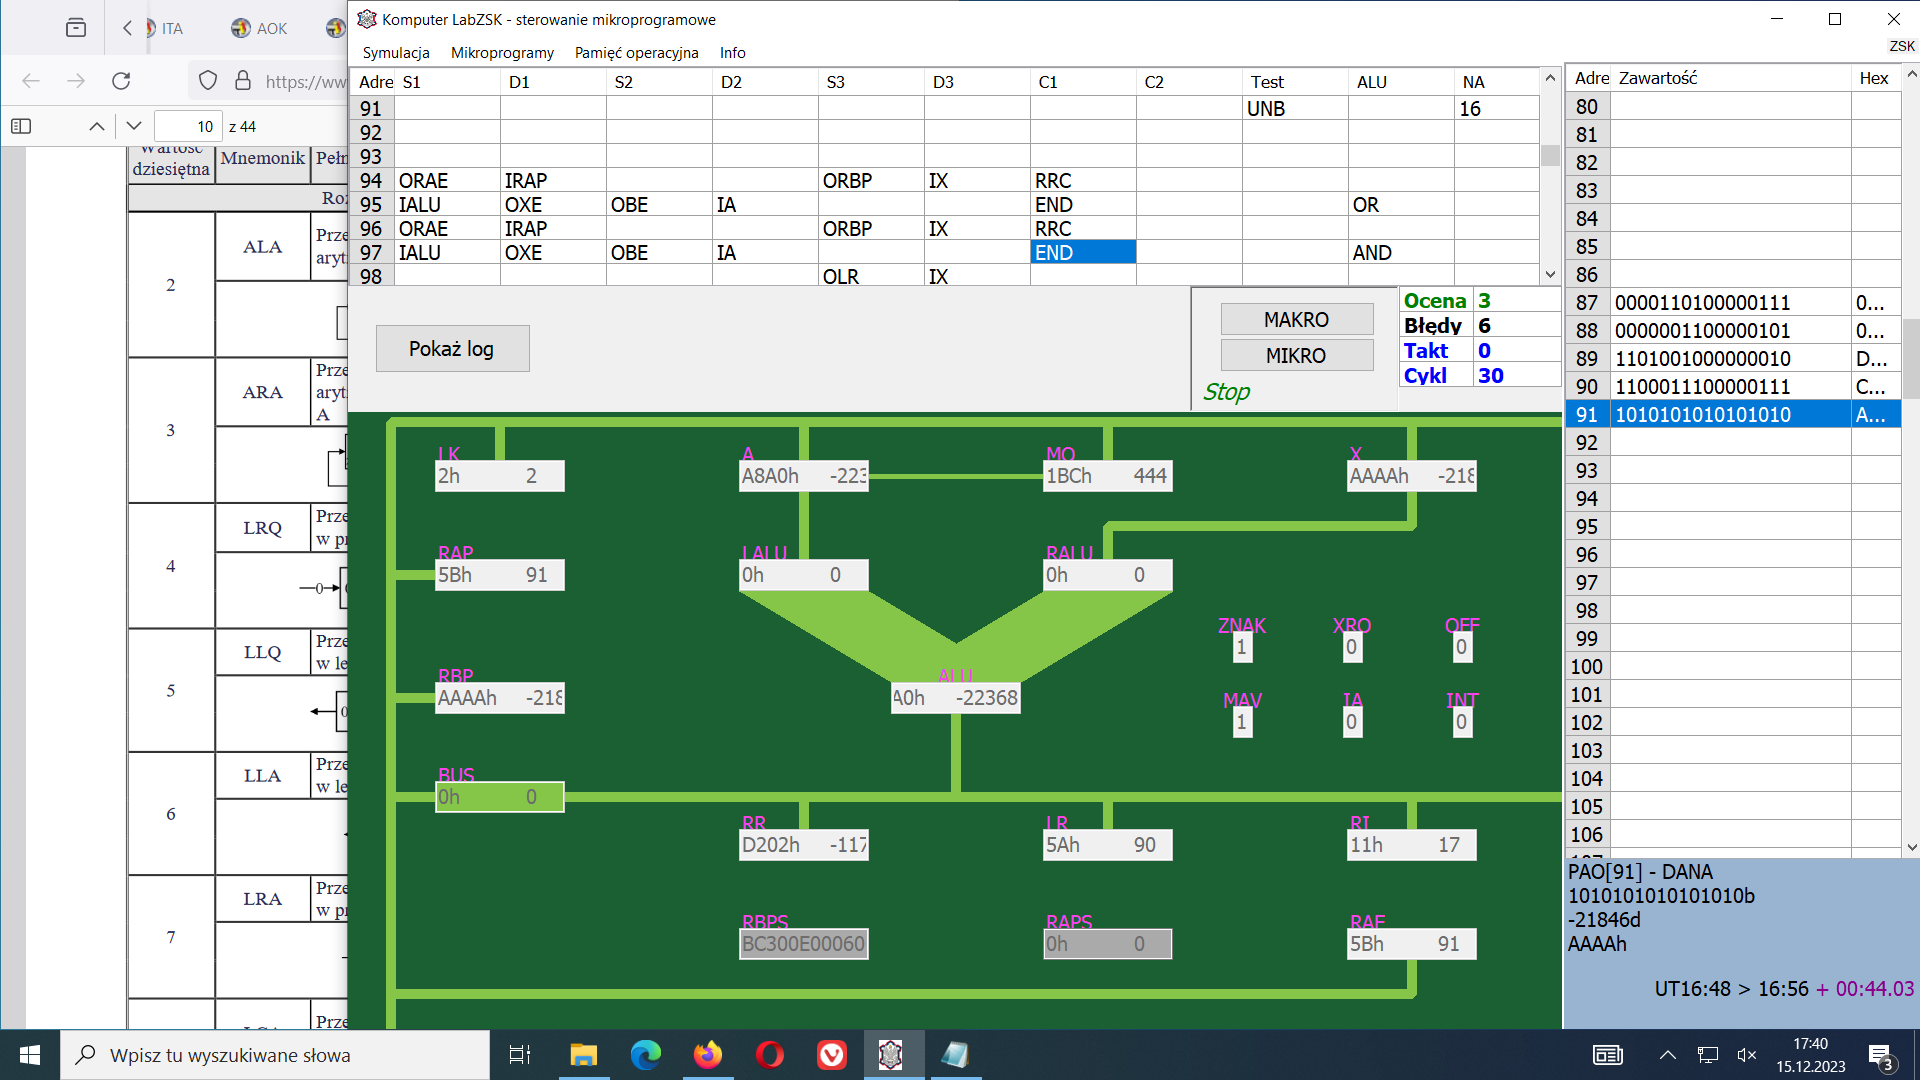 ITA
AOK
https://ww
10 z 44
Wartość dziesiętna Mnemonik Pełn
Roz
2 ALA Prze
aryt
3 ARA Prze
aryt
A
4 LRQ Prze
w pr
0
5 LLQ Prze
w le
0
6 LLA Prze
w le
7 LRA Prze
w pr
Prze
Komputer LabZSK - sterowanie mikroprogramowe
ZSK
Symulacja Mikroprogramy Pamięć operacyjna Info
Adre S1 D1 S2 D2 S3 D3 C1 C2 Test ALU NA
91 UNB 16
92
93
94 ORAE IRAP ORBP IX RRC
95 IALU OXE OBE IA END OR
96 ORAE IRAP ORBP IX RRC
97 IALU OXE OBE IA END AND
98 OLR IX
Pokaż log
MAKRO
MIKRO
Stop
Ocena 3
Błędy 6
Takt 0
Cykl 30
LK
2h 2
A
A8A0h -223
MQ
1BCh 444
X
AAAAh -218
RAP
5Bh 91
LALU
0h 0
RALU
0h 0
ZNAK
1
XRO
0
OFF
0
RBP
AAAAh -218
ALU
A0h -22368
MAV
1
IA
0
INT
0
BUS
0h 0
RR
D202h -117
LR
5Ah 90
RI
11h 17
RBPS
BC300E00060
RAPS
0h 0
RAE
5Bh 91
Adre Zawartość Hex
80
81
82
83
84
85
86
87 0000110100000111 0...
88 0000001100000101 0...
89 1101001000000010 D...
90 1100011100000111 C...
91 1010101010101010 A...
92
93
94
95
96
97
98
99
100
101
102
103
104
105
106
PAO[91] - DANA
1010101010101010b
-21846d
AAAAh
UT16:48 > 16:56 + 00:44.03
Wpisz tu wyszukiwane słowa
17:40
15.12.2023
3